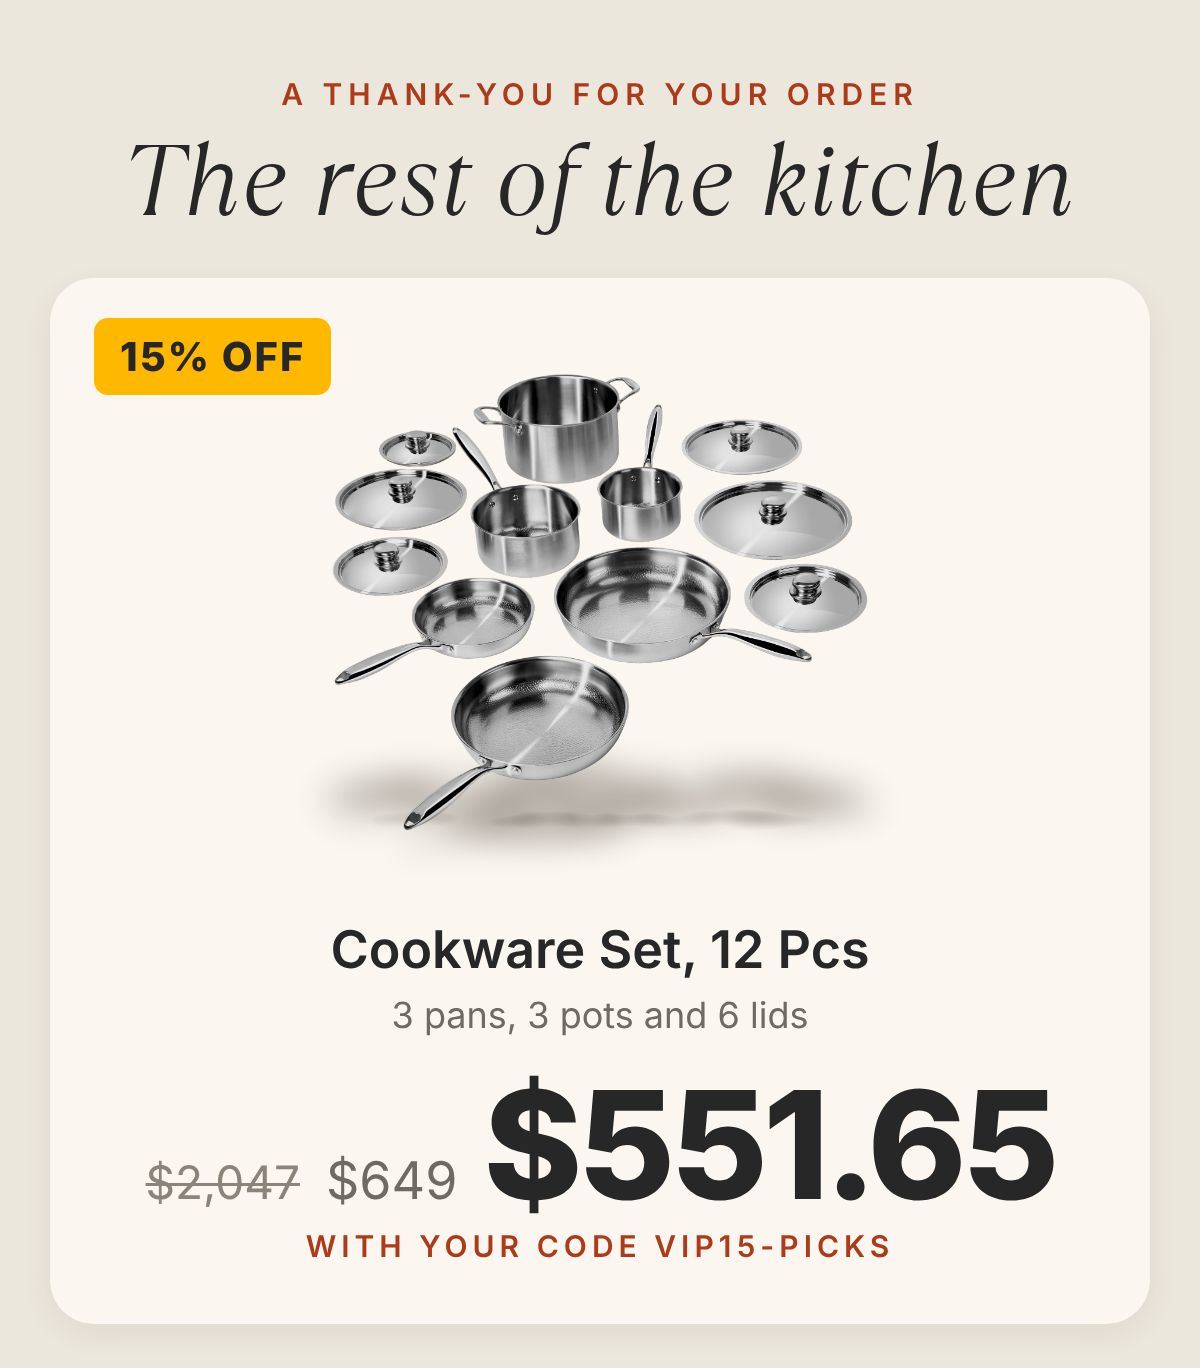 A THANK-YOU FOR YOUR ORDER
The rest of the kitchen
15% OFF
Cookware Set, 12 Pcs
3 pans, 3 pots and 6 lids
$2,047 $649 $551.65
WITH YOUR CODE VIP15-PICKS